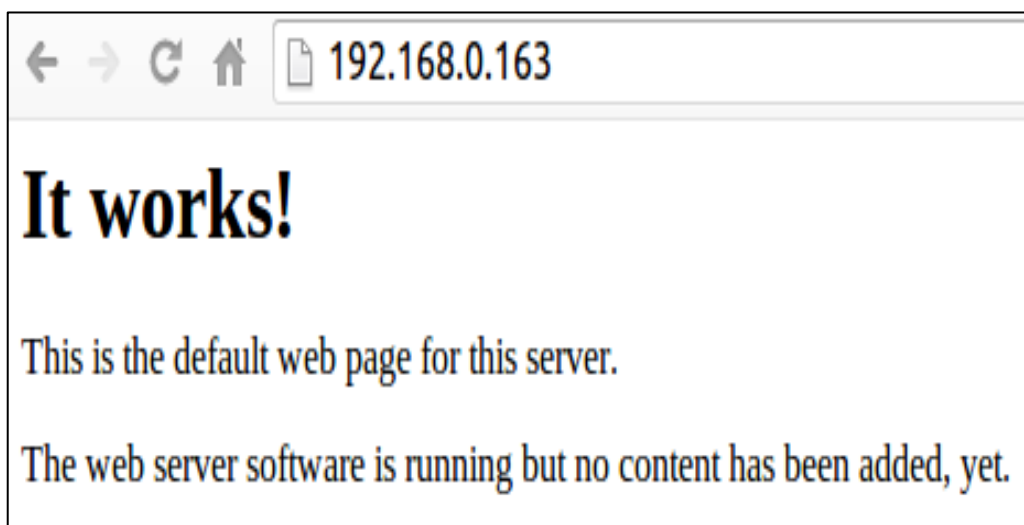 192.168.0.163
It works!
This is the default web page for this server.
The web server software is running but no content has been added, yet.